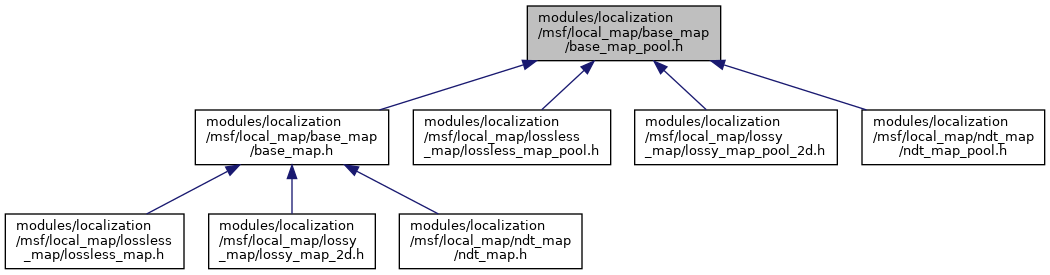 modules/localization
/msf/local_map/base_map
/base_map_pool.h
modules/localization
/msf/local_map/base_map
/base_map.h
modules/localization
/msf/local_map/lossless
_map/lossless_map_pool.h
modules/localization
/msf/local_map/lossy
_map/lossy_map_pool_2d.h
modules/localization
/msf/local_map/ndt_map
/ndt_map_pool.h
modules/localization
/msf/local_map/lossless
_map/lossless_map.h
modules/localization
/msf/local_map/lossy
_map/lossy_map_2d.h
modules/localization
/msf/local_map/ndt_map
/ndt_map.h